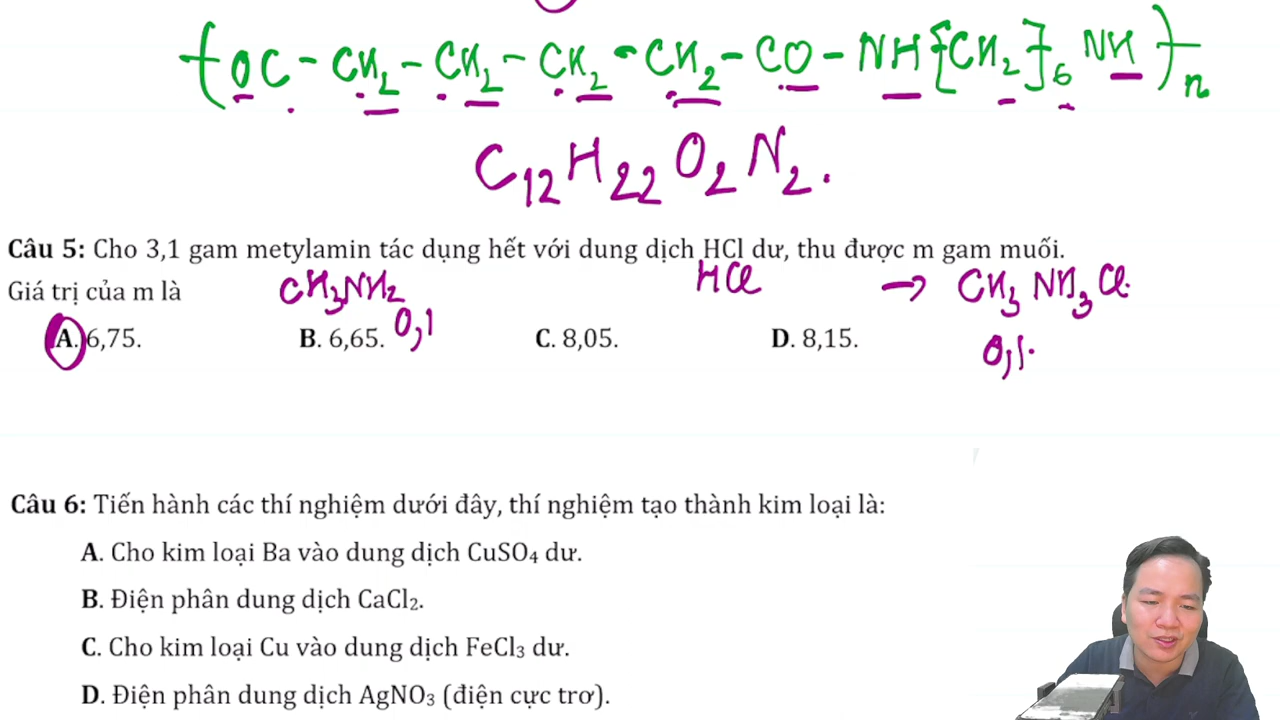 -(OC - CH₂ - CH₂ - CH₂ - CH₂ - CO - NH[CH₂]₆ NH)-n
C₁₂H₂₂O₂N₂.
Câu 5: Cho 3,1 gam metylamin tác dụng hết với dung dịch HCl dư, thu được m gam muối.
Giá trị của m là
CH₃NH₂ HCl → CH₃NH₃Cl.
A. 6,75. B. 6,65. C. 8,05. D. 8,15.
0,1 0,1.
Câu 6: Tiến hành các thí nghiệm dưới đây, thí nghiệm tạo thành kim loại là:
A. Cho kim loại Ba vào dung dịch CuSO₄ dư.
B. Điện phân dung dịch CaCl₂.
C. Cho kim loại Cu vào dung dịch FeCl₃ dư.
D. Điện phân dung dịch AgNO₃ (điện cực trơ).